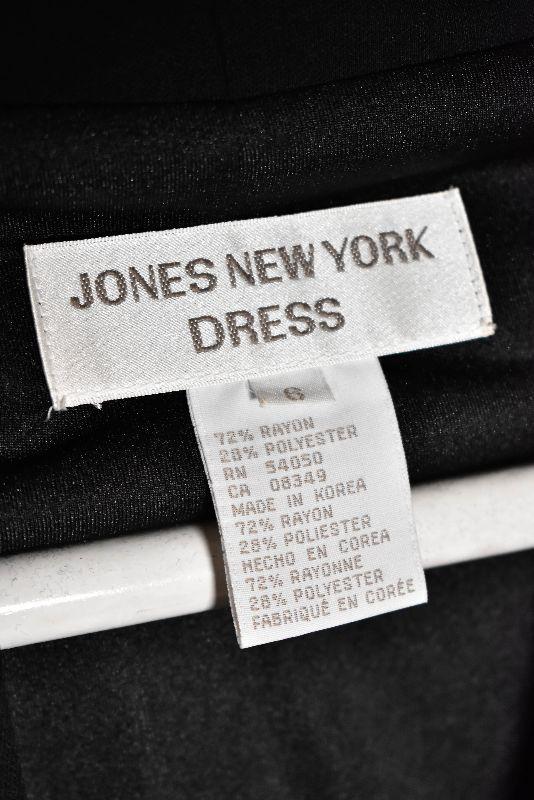 JONES NEW YORK
DRESS
6
72% RAYON
28% POLYESTER
RN 54050
CA 08349
MADE IN KOREA
72% RAYON
28% POLIESTER
HECHO EN COREA
72% RAYONNE
28% POLYESTER
FABRIQUÉ EN CORÉE